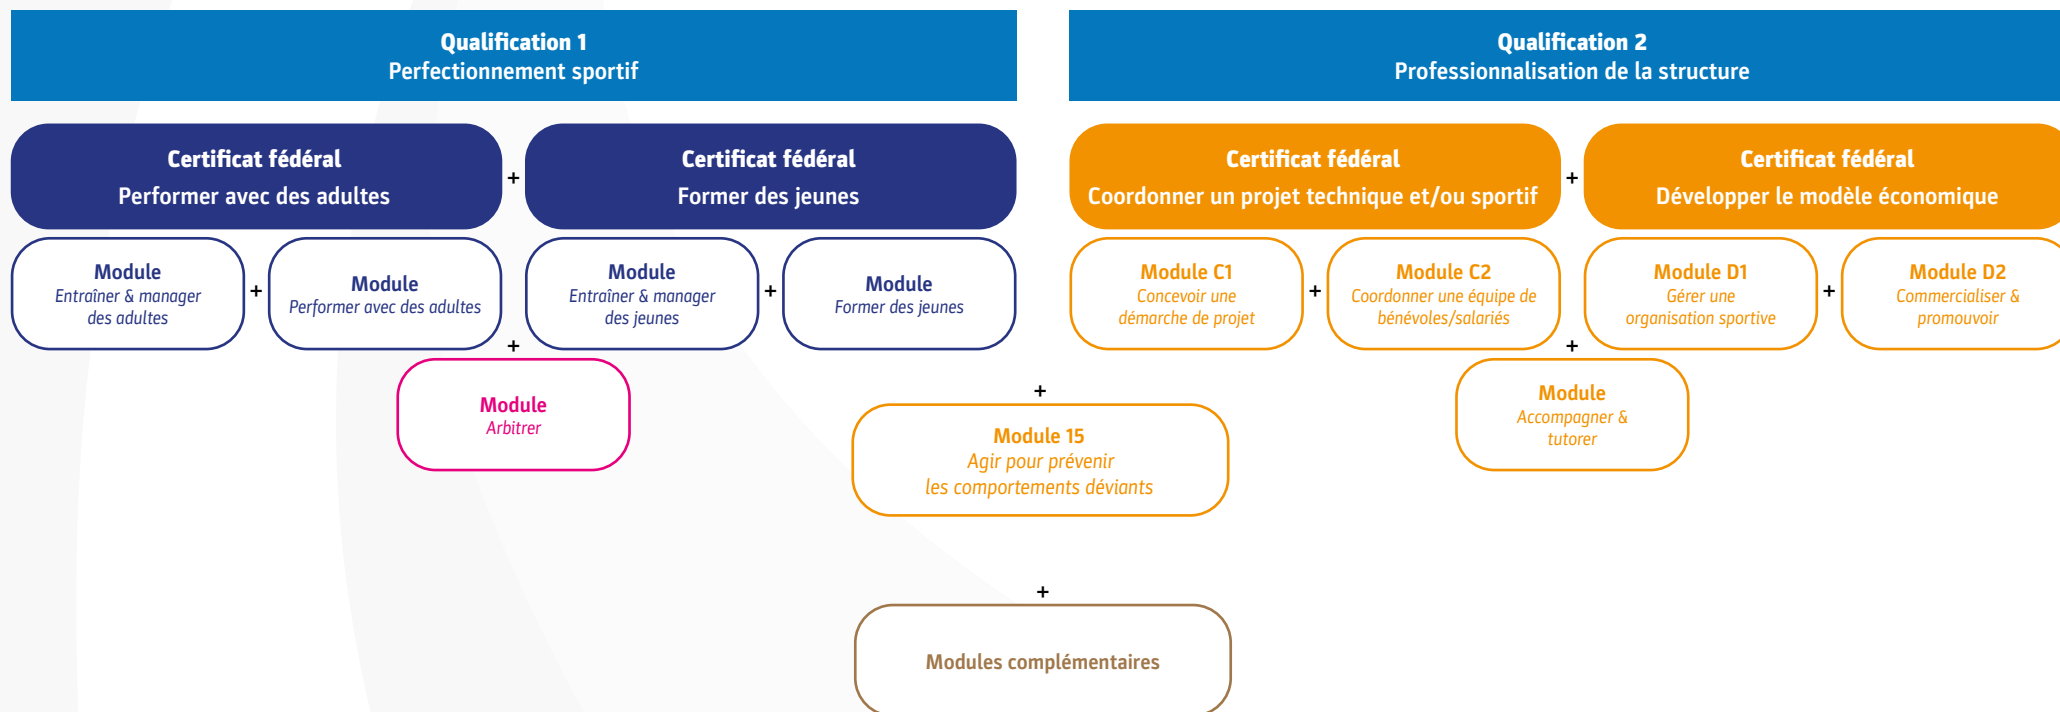 Qualification 1
Perfectionnement sportif
Qualification 2
Professionnalisation de la structure
Certificat fédéral
Performer avec des adultes
+
Certificat fédéral
Former des jeunes
Certificat fédéral
Coordonner un projet technique et/ou sportif
+
Certificat fédéral
Développer le modèle économique
Module
Entraîner & manager
des adultes
+
Module
Performer avec des adultes
Module
Entraîner & manager
des jeunes
+
Module
Former des jeunes
Module C1
Concevoir une
démarche de projet
+
Module C2
Coordonner une équipe de
bénévoles/salariés
Module D1
Gérer une
organisation sportive
+
Module D2
Commercialiser &
promouvoir
+
Module
Arbitrer
+
Module
Accompagner &
tutorer
+
Module 15
Agir pour prévenir
les comportements déviants
+
Modules complémentaires